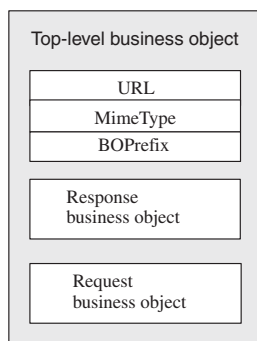 Top-level business object
URL
MimeType
BOPrefix
Response
business object
Request
business object